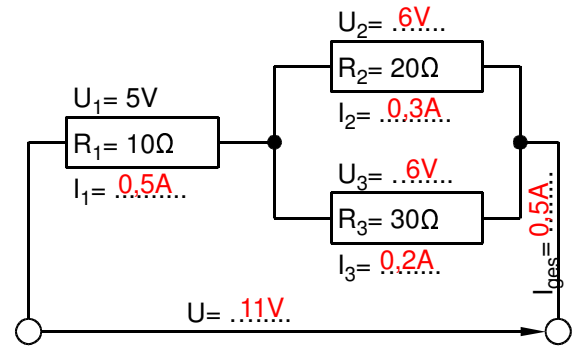 U1= 5V
R1= 10Ω
I1= 0,5A
U2= 6V
R2= 20Ω
I2= 0,3A
U3= 6V
R3= 30Ω
I3= 0,2A
Iges= 0,5A
U= 11V